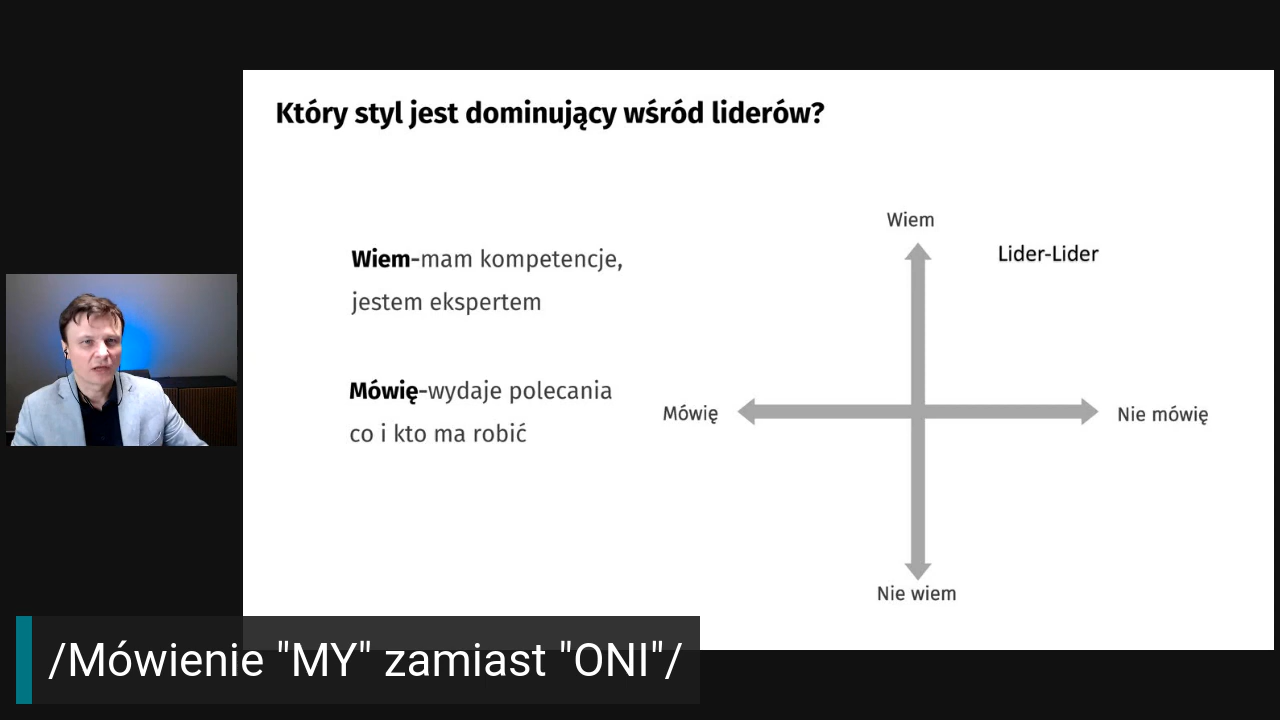 Który styl jest dominujący wśród liderów?
Wiem-mam kompetencje,
jestem ekspertem
Mówię-wydaje polecania
co i kto ma robić
Wiem
Lider-Lider
Mówię
Nie mówię
Nie wiem
/Mówienie "MY" zamiast "ONI"/